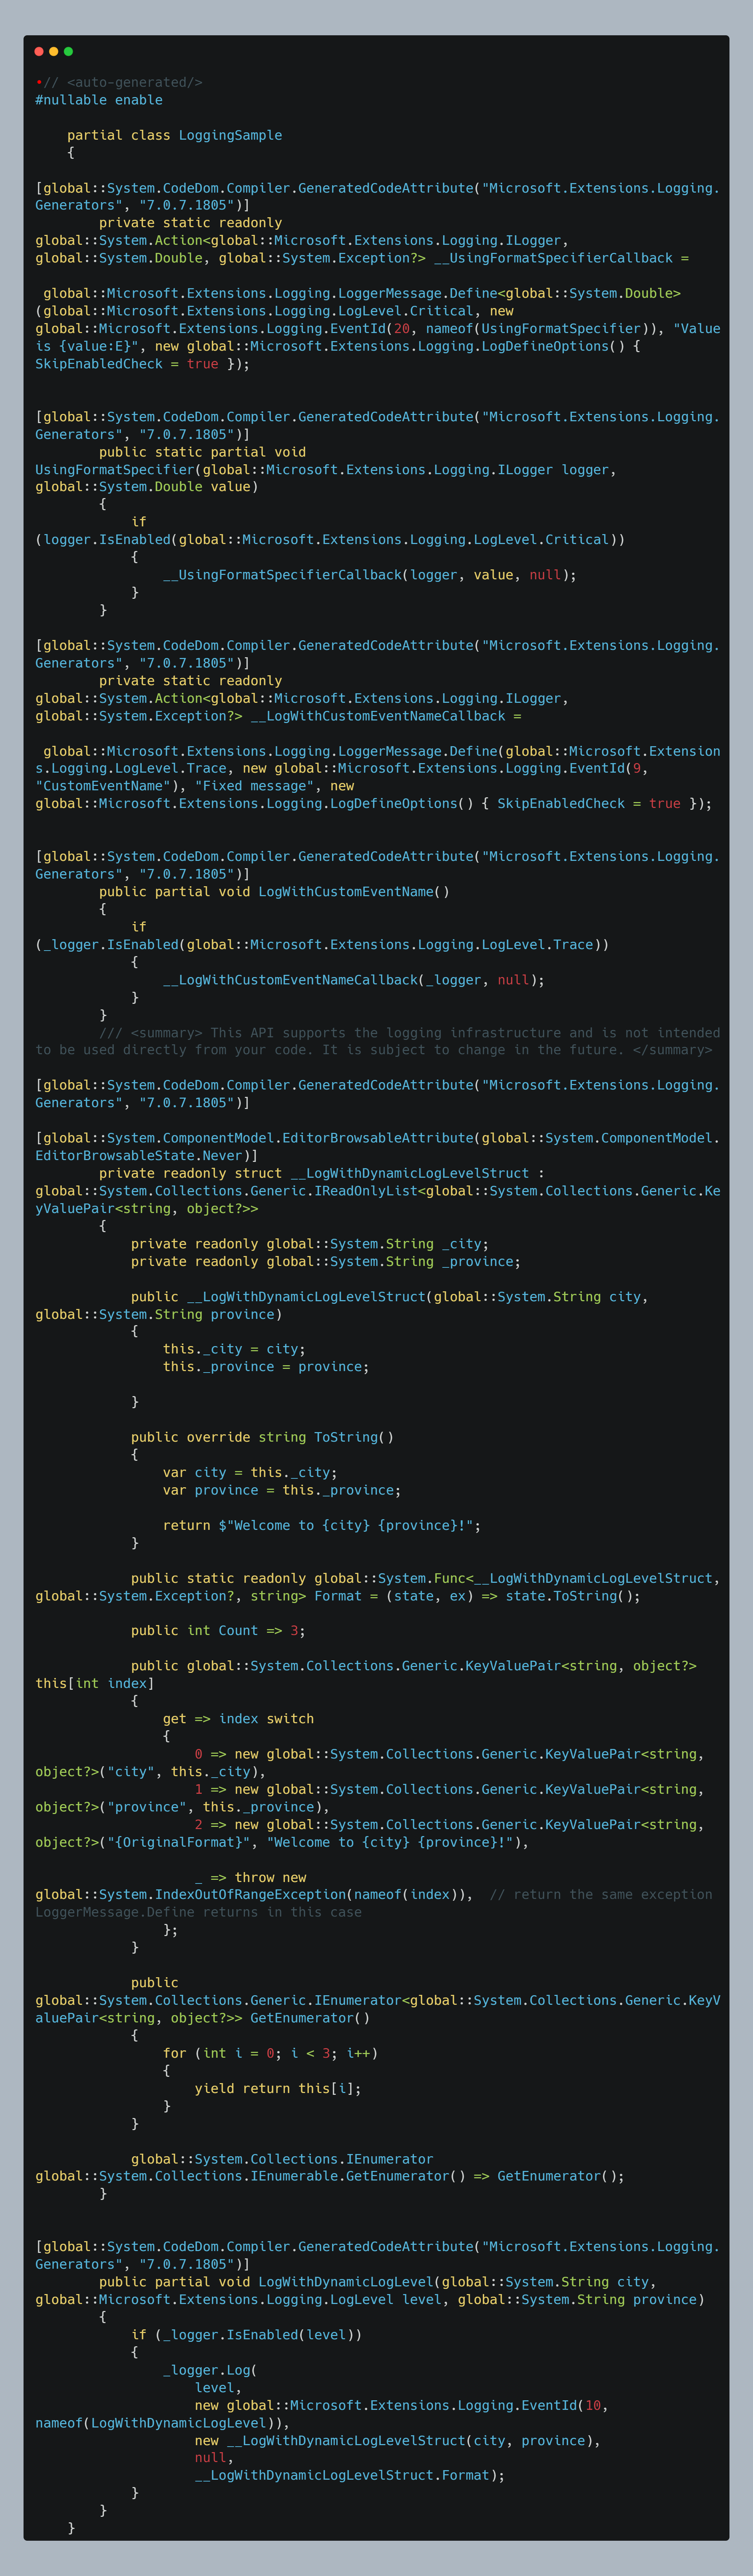 •// <auto-generated/>
#nullable enable
    partial class LoggingSample
    {
[global::System.CodeDom.Compiler.GeneratedCodeAttribute("Microsoft.Extensions.Logging.
Generators", "7.0.7.1805")]
        private static readonly
global::System.Action<global::Microsoft.Extensions.Logging.ILogger,
global::System.Double, global::System.Exception?> __UsingFormatSpecifierCallback =
 global::Microsoft.Extensions.Logging.LoggerMessage.Define<global::System.Double>
(global::Microsoft.Extensions.Logging.LogLevel.Critical, new
global::Microsoft.Extensions.Logging.EventId(20, nameof(UsingFormatSpecifier)), "Value
is {value:E}", new global::Microsoft.Extensions.Logging.LogDefineOptions() {
SkipEnabledCheck = true });
[global::System.CodeDom.Compiler.GeneratedCodeAttribute("Microsoft.Extensions.Logging.
Generators", "7.0.7.1805")]
        public static partial void
UsingFormatSpecifier(global::Microsoft.Extensions.Logging.ILogger logger,
global::System.Double value)
        {
            if
(logger.IsEnabled(global::Microsoft.Extensions.Logging.LogLevel.Critical))
            {
                __UsingFormatSpecifierCallback(logger, value, null);
            }
        }
[global::System.CodeDom.Compiler.GeneratedCodeAttribute("Microsoft.Extensions.Logging.
Generators", "7.0.7.1805")]
        private static readonly
global::System.Action<global::Microsoft.Extensions.Logging.ILogger,
global::System.Exception?> __LogWithCustomEventNameCallback =
 global::Microsoft.Extensions.Logging.LoggerMessage.Define(global::Microsoft.Extension
s.Logging.LogLevel.Trace, new global::Microsoft.Extensions.Logging.EventId(9,
"CustomEventName"), "Fixed message", new
global::Microsoft.Extensions.Logging.LogDefineOptions() { SkipEnabledCheck = true });
[global::System.CodeDom.Compiler.GeneratedCodeAttribute("Microsoft.Extensions.Logging.
Generators", "7.0.7.1805")]
        public partial void LogWithCustomEventName()
        {
            if
(_logger.IsEnabled(global::Microsoft.Extensions.Logging.LogLevel.Trace))
            {
                __LogWithCustomEventNameCallback(_logger, null);
            }
        }
        /// <summary> This API supports the logging infrastructure and is not intended
to be used directly from your code. It is subject to change in the future. </summary>
[global::System.CodeDom.Compiler.GeneratedCodeAttribute("Microsoft.Extensions.Logging.
Generators", "7.0.7.1805")]
[global::System.ComponentModel.EditorBrowsableAttribute(global::System.ComponentModel.
EditorBrowsableState.Never)]
        private readonly struct __LogWithDynamicLogLevelStruct :
global::System.Collections.Generic.IReadOnlyList<global::System.Collections.Generic.Ke
yValuePair<string, object?>>
        {
            private readonly global::System.String _city;
            private readonly global::System.String _province;
            public __LogWithDynamicLogLevelStruct(global::System.String city,
global::System.String province)
            {
                this._city = city;
                this._province = province;
            }
            public override string ToString()
            {
                var city = this._city;
                var province = this._province;
                return $"Welcome to {city} {province}!";
            }
            public static readonly global::System.Func<__LogWithDynamicLogLevelStruct,
global::System.Exception?, string> Format = (state, ex) => state.ToString();
            public int Count => 3;
            public global::System.Collections.Generic.KeyValuePair<string, object?>
this[int index]
            {
                get => index switch
                {
                    0 => new global::System.Collections.Generic.KeyValuePair<string,
object?>("city", this._city),
                    1 => new global::System.Collections.Generic.KeyValuePair<string,
object?>("province", this._province),
                    2 => new global::System.Collections.Generic.KeyValuePair<string,
object?>("{OriginalFormat}", "Welcome to {city} {province}!"),
                    _ => throw new
global::System.IndexOutOfRangeException(nameof(index)),  // return the same exception
LoggerMessage.Define returns in this case
                };
            }
            public
global::System.Collections.Generic.IEnumerator<global::System.Collections.Generic.KeyV
aluePair<string, object?>> GetEnumerator()
            {
                for (int i = 0; i < 3; i++)
                {
                    yield return this[i];
                }
            }
            global::System.Collections.IEnumerator
global::System.Collections.IEnumerable.GetEnumerator() => GetEnumerator();
        }
[global::System.CodeDom.Compiler.GeneratedCodeAttribute("Microsoft.Extensions.Logging.
Generators", "7.0.7.1805")]
        public partial void LogWithDynamicLogLevel(global::System.String city,
global::Microsoft.Extensions.Logging.LogLevel level, global::System.String province)
        {
            if (_logger.IsEnabled(level))
            {
                _logger.Log(
                    level,
                    new global::Microsoft.Extensions.Logging.EventId(10,
nameof(LogWithDynamicLogLevel)),
                    new __LogWithDynamicLogLevelStruct(city, province),
                    null,
                    __LogWithDynamicLogLevelStruct.Format);
            }
        }
    }